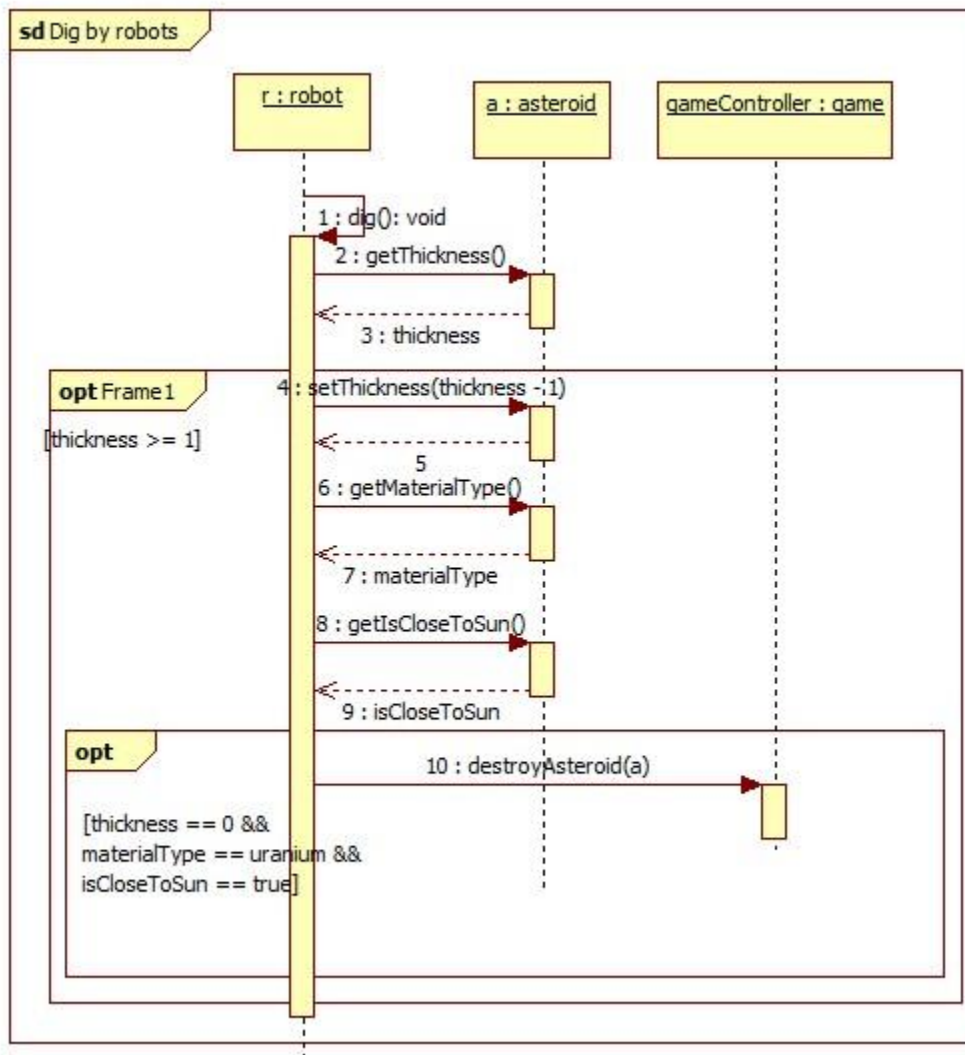 sd Dig by robots
r : robot
a : asteroid
gameController : game
1 : dig(): void
2 : getThickness()
3 : thickness
opt Frame1
4 : setThickness(thickness - 1)
[thickness >= 1]
5
6 : getMaterialType()
7 : materialType
8 : getIsCloseToSun()
9 : isCloseToSun
opt
10 : destroyAsteroid(a)
[thickness == 0 &&
materialType == uranium &&
isCloseToSun == true]